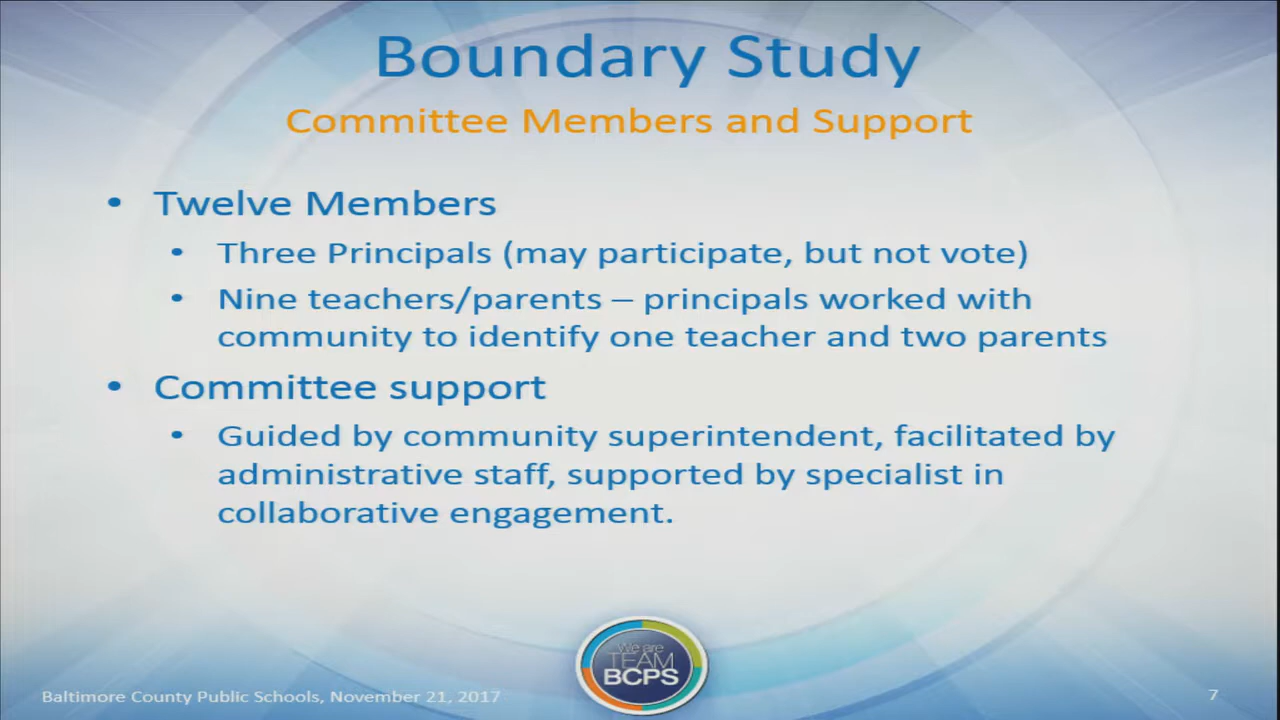 Boundary Study
Committee Members and Support
• Twelve Members
• Three Principals (may participate, but not vote)
• Nine teachers/parents – principals worked with
community to identify one teacher and two parents
• Committee support
• Guided by community superintendent, facilitated by
administrative staff, supported by specialist in
collaborative engagement.
We are
TEAM
BCPS
Baltimore County Public Schools, November 21, 2017
7